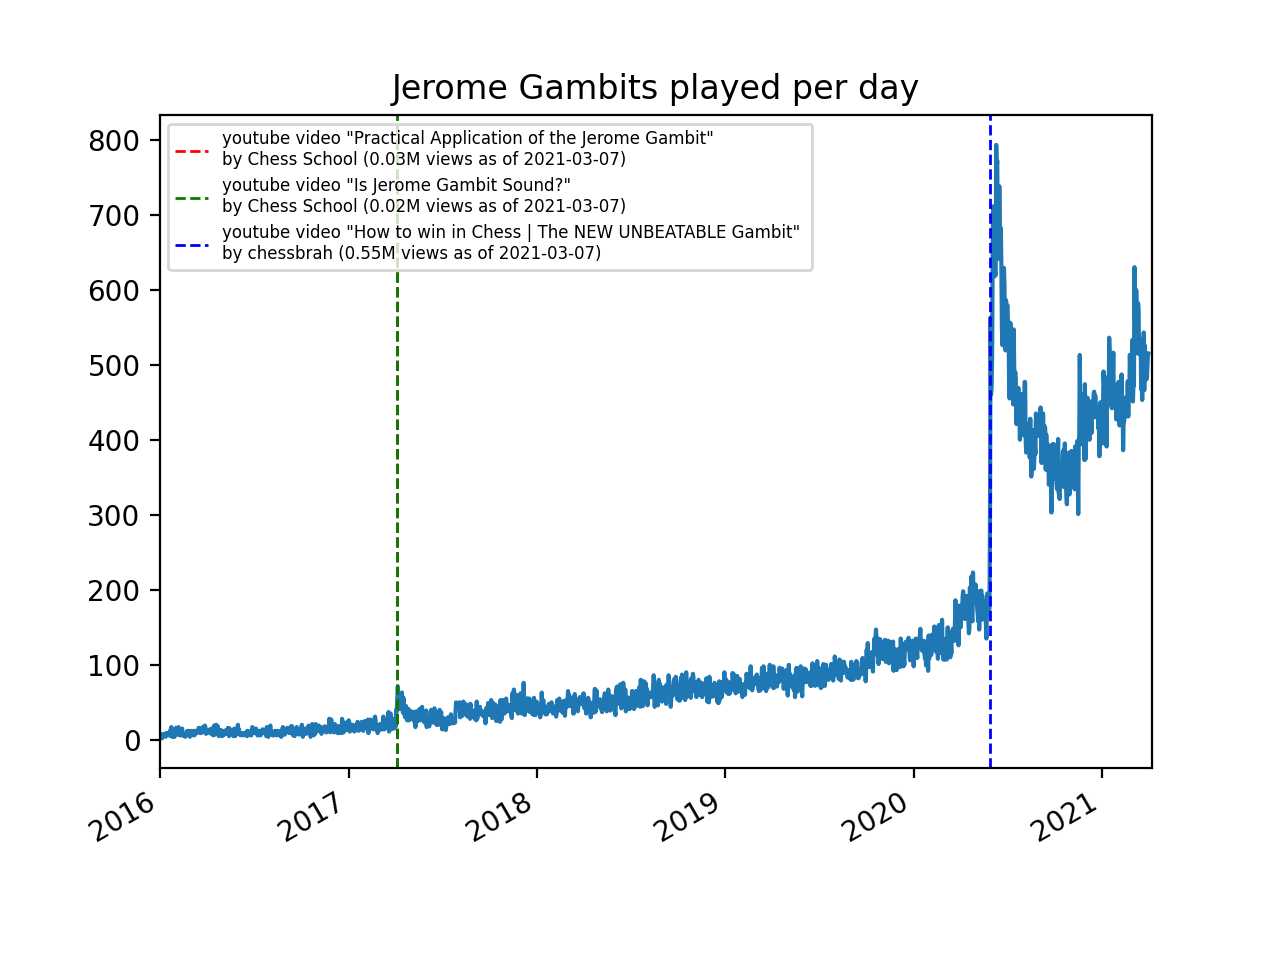 Jerome Gambits played per day
youtube video "Practical Application of the Jerome Gambit"
by Chess School (0.03M views as of 2021-03-07)
youtube video "Is Jerome Gambit Sound?"
by Chess School (0.02M views as of 2021-03-07)
youtube video "How to win in Chess | The NEW UNBEATABLE Gambit"
by chessbrah (0.55M views as of 2021-03-07)
800
700
600
500
400
300
200
100
0
2016 2017 2018 2019 2020 2021